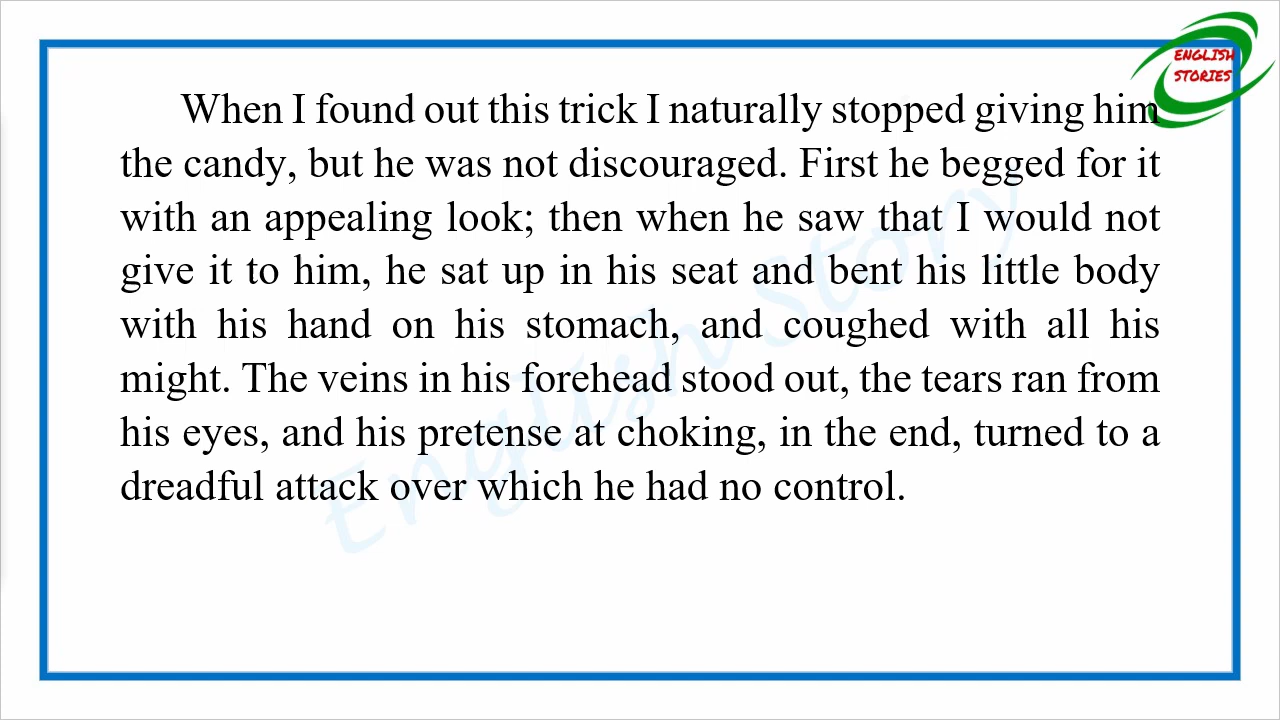 ENGLISH
STORIES
When I found out this trick I naturally stopped giving him
the candy, but he was not discouraged. First he begged for it
with an appealing look; then when he saw that I would not
give it to him, he sat up in his seat and bent his little body
with his hand on his stomach, and coughed with all his
might. The veins in his forehead stood out, the tears ran from
his eyes, and his pretense at choking, in the end, turned to a
dreadful attack over which he had no control.
English Story